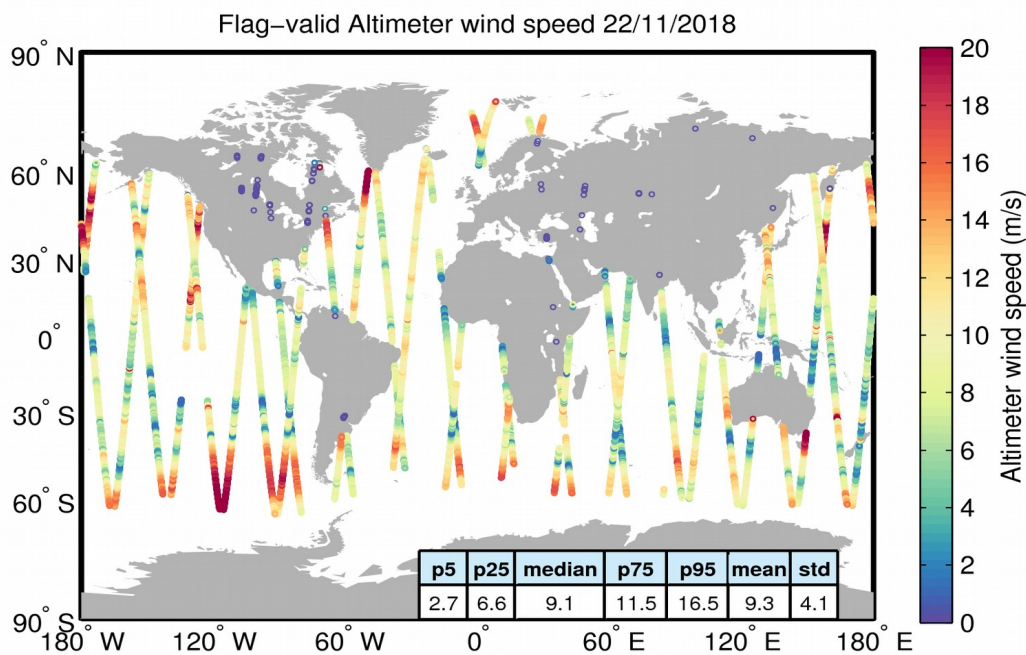 Flag−valid Altimeter wind speed 22/11/2018
90° N
60° N
30° N
0°
30° S
60° S
90° S
180° W
120° W
60° W
0°
60° E
120° E
180° E
p5 p25 median p75 p95 mean std
2.7 6.6 9.1 11.5 16.5 9.3 4.1
20
18
16
14
12
10
8
6
4
2
0
Altimeter wind speed (m/s)